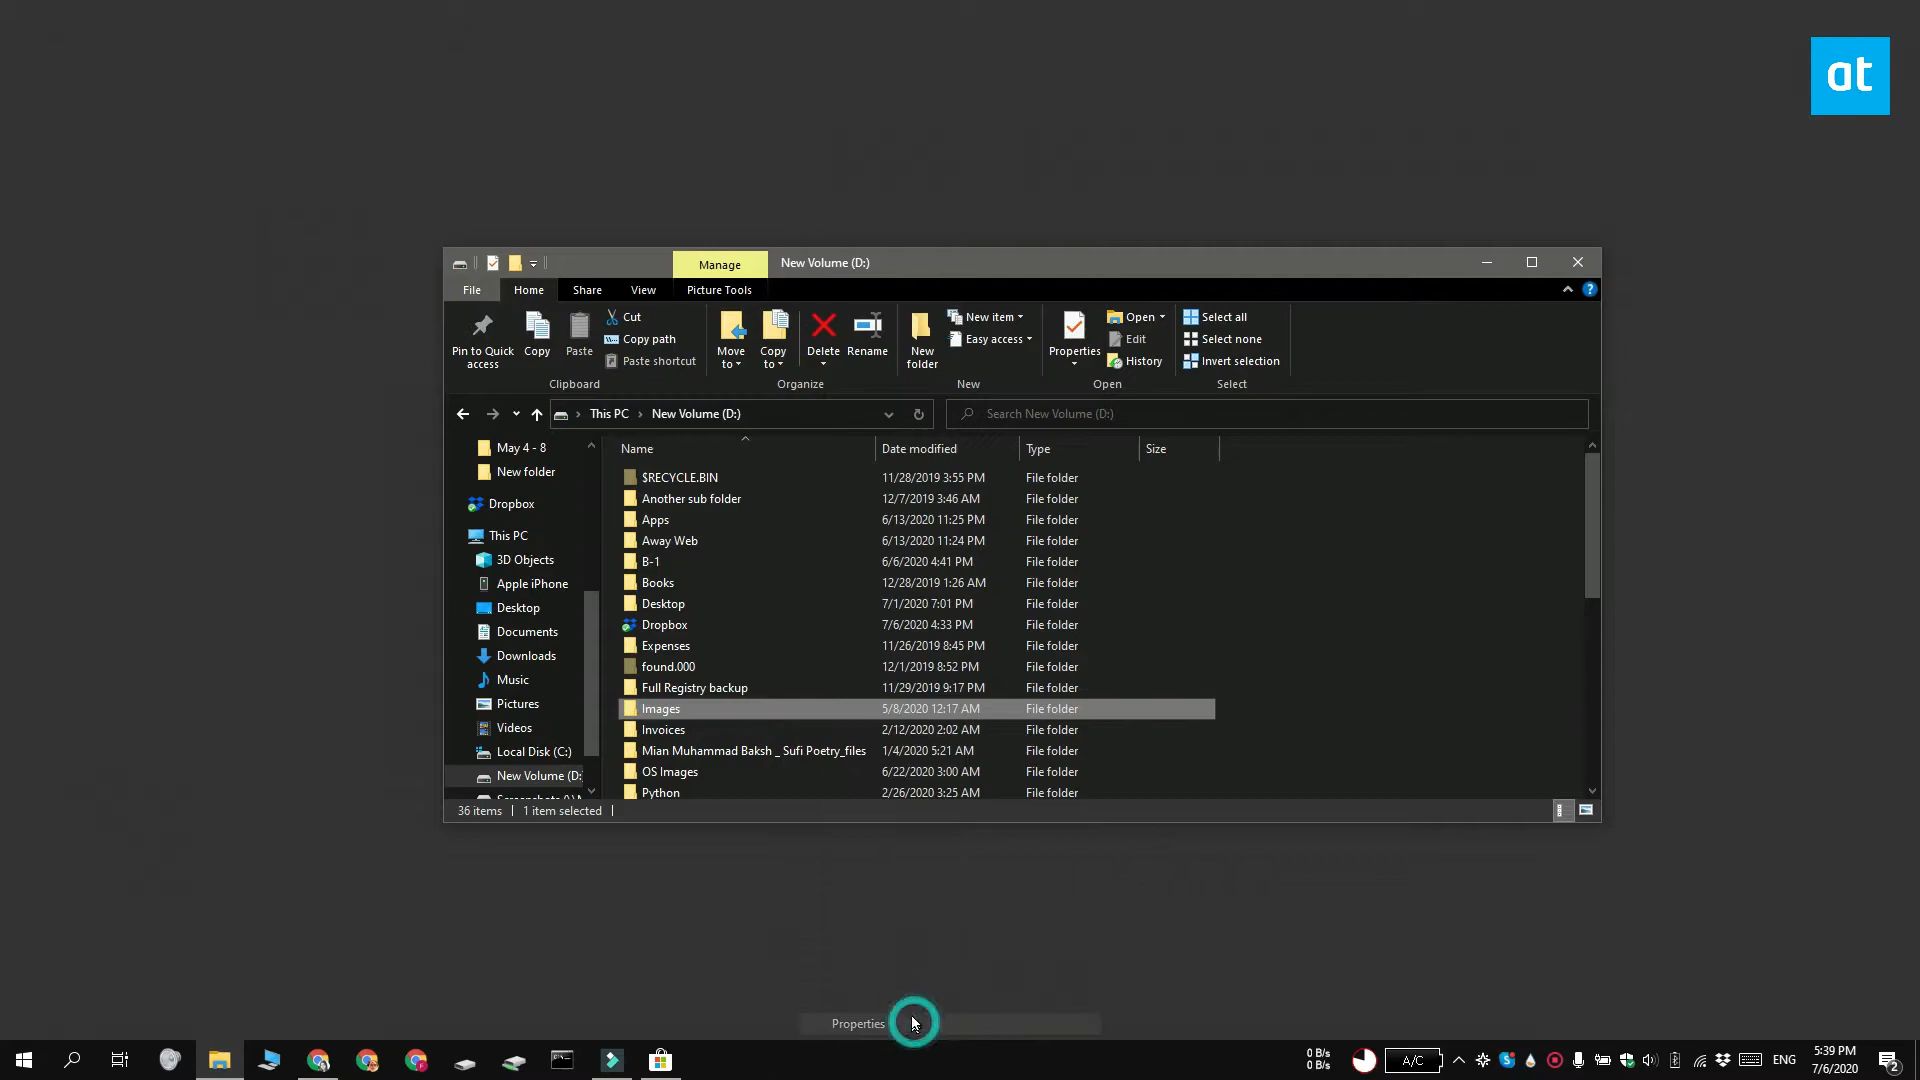 at
Manage
New Volume (D:)
File
Home
Share
View
Picture Tools
Pin to Quick access
Copy
Paste
Cut
Copy path
Paste shortcut
Clipboard
Move to
Copy to
Delete
Rename
Organize
New folder
New item
Easy access
New
Properties
Open
Edit
History
Open
Select all
Select none
Invert selection
Select
This PC
New Volume (D:)
Search New Volume (D:)
May 4 - 8
New folder
Dropbox
This PC
3D Objects
Apple iPhone
Desktop
Documents
Downloads
Music
Pictures
Videos
Local Disk (C:)
New Volume (D:
Name Date modified Type Size
$RECYCLE.BIN 11/28/2019 3:55 PM File folder
Another sub folder 12/7/2019 3:46 AM File folder
Apps 6/13/2020 11:25 PM File folder
Away Web 6/13/2020 11:24 PM File folder
B-1 6/6/2020 4:41 PM File folder
Books 12/28/2019 1:26 AM File folder
Desktop 7/1/2020 7:01 PM File folder
Dropbox 7/6/2020 4:33 PM File folder
Expenses 11/26/2019 8:45 PM File folder
found.000 12/1/2019 8:52 PM File folder
Full Registry backup 11/29/2019 9:17 PM File folder
Images 5/8/2020 12:17 AM File folder
Invoices 2/12/2020 2:02 AM File folder
Mian Muhammad Baksh _ Sufi Poetry_files 1/4/2020 5:21 AM File folder
OS Images 6/22/2020 3:00 AM File folder
Python 2/26/2020 3:25 AM File folder
36 items 1 item selected
Properties
0 B/s
0 B/s
A/C
ENG
5:39 PM
7/6/2020
2